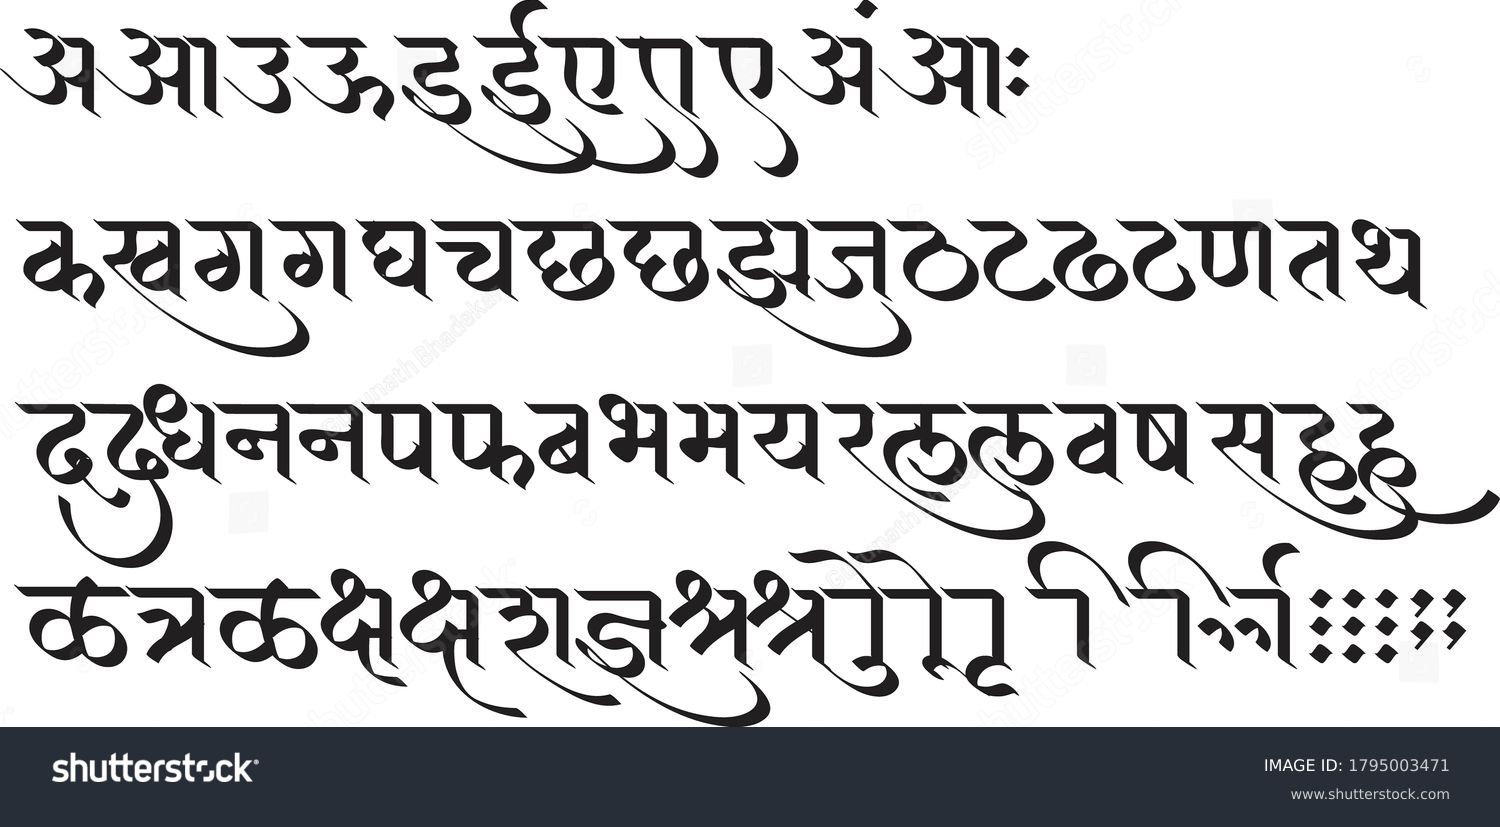 अ आ उ ऊ इ ई ए ए ए अं आः
क ख ग ग घ च छ छ झ ज ठ ट ढ ट ण त थ
द द ध न न प फ ब भ म य र ल ल व ष स ह ह
ळ त्र ळ क्ष क्ष श ज्ञ श्र श्र
shutterstock
IMAGE ID: 1795003471
www.shutterstock.com